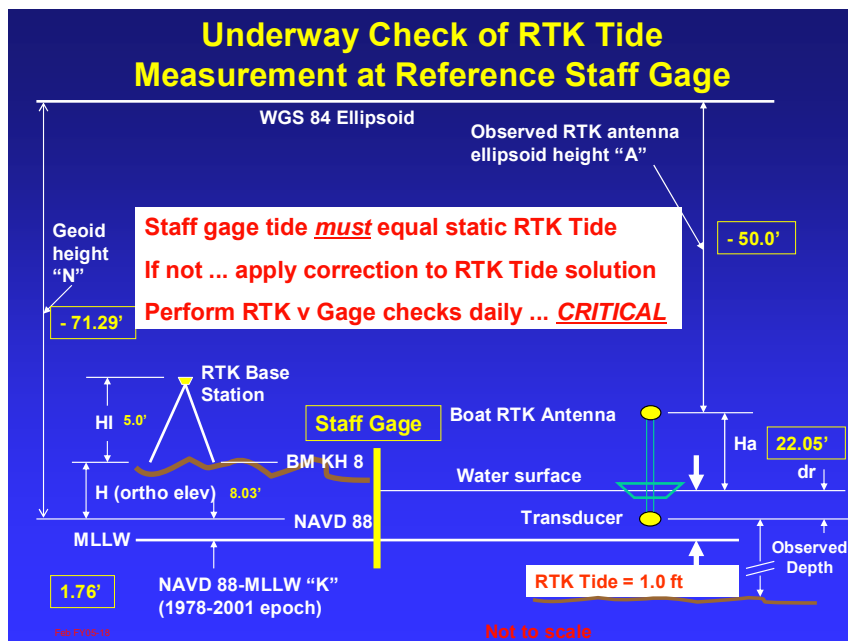 Underway Check of RTK Tide
Measurement at Reference Staff Gage
WGS 84 Ellipsoid
Observed RTK antenna
ellipsoid height “A”
Geoid
height
“N”
Staff gage tide must equal static RTK Tide
If not ... apply correction to RTK Tide solution
Perform RTK v Gage checks daily ... CRITICAL
- 50.0’
- 71.29’
RTK Base
Station
HI 5.0’
Staff Gage
Boat RTK Antenna
Ha
22.05’
BM KH 8
Water surface
dr
H (ortho elev) 8.03’
NAVD 88
Transducer
MLLW
Observed
Depth
1.76’
NAVD 88-MLLW “K”
(1978-2001 epoch)
RTK Tide = 1.0 ft
Not to scale